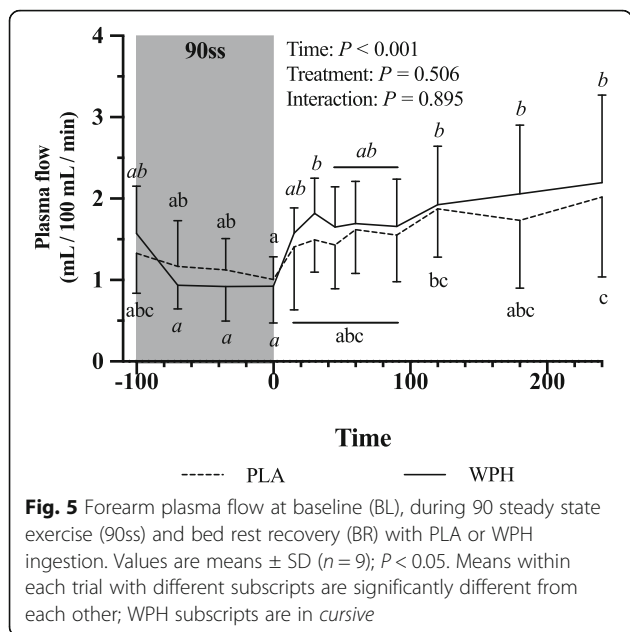 4
90ss
Time: P < 0.001
Treatment: P = 0.506
Interaction: P = 0.895
b
b
3
b
ab
ab
b
ab
ab
ab
a
2
Plasma flow
(mL / 100 mL / min)
1
abc
a
a
a
abc
bc
abc
c
0
-100
0
100
200
Time
PLA
WPH
Fig. 5 Forearm plasma flow at baseline (BL), during 90 steady state
exercise (90ss) and bed rest recovery (BR) with PLA or WPH
ingestion. Values are means ± SD (n = 9); P < 0.05. Means within
each trial with different subscripts are significantly different from
each other; WPH subscripts are in cursive